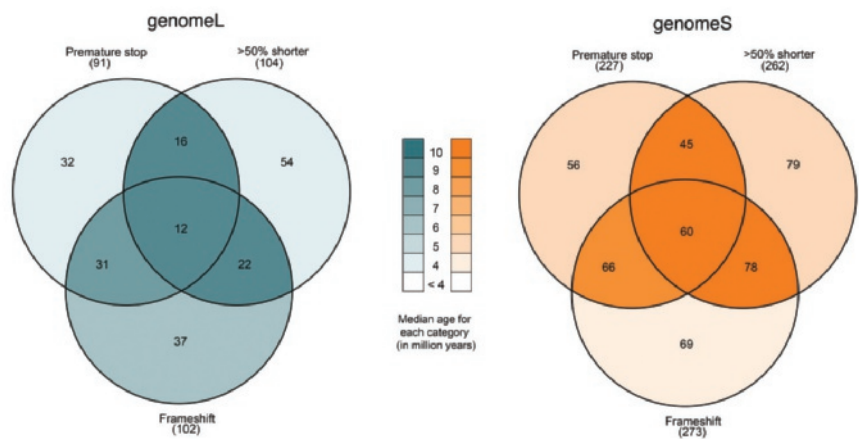 genomeL
Premature stop
(91)
>50% shorter
(104)
32
16
54
12
31
22
37
Frameshift
(102)
10
9
8
7
6
5
4
< 4
Median age for
each category
(in million years)
genomeS
Premature stop
(227)
>50% shorter
(262)
56
45
79
60
66
78
69
Frameshift
(273)